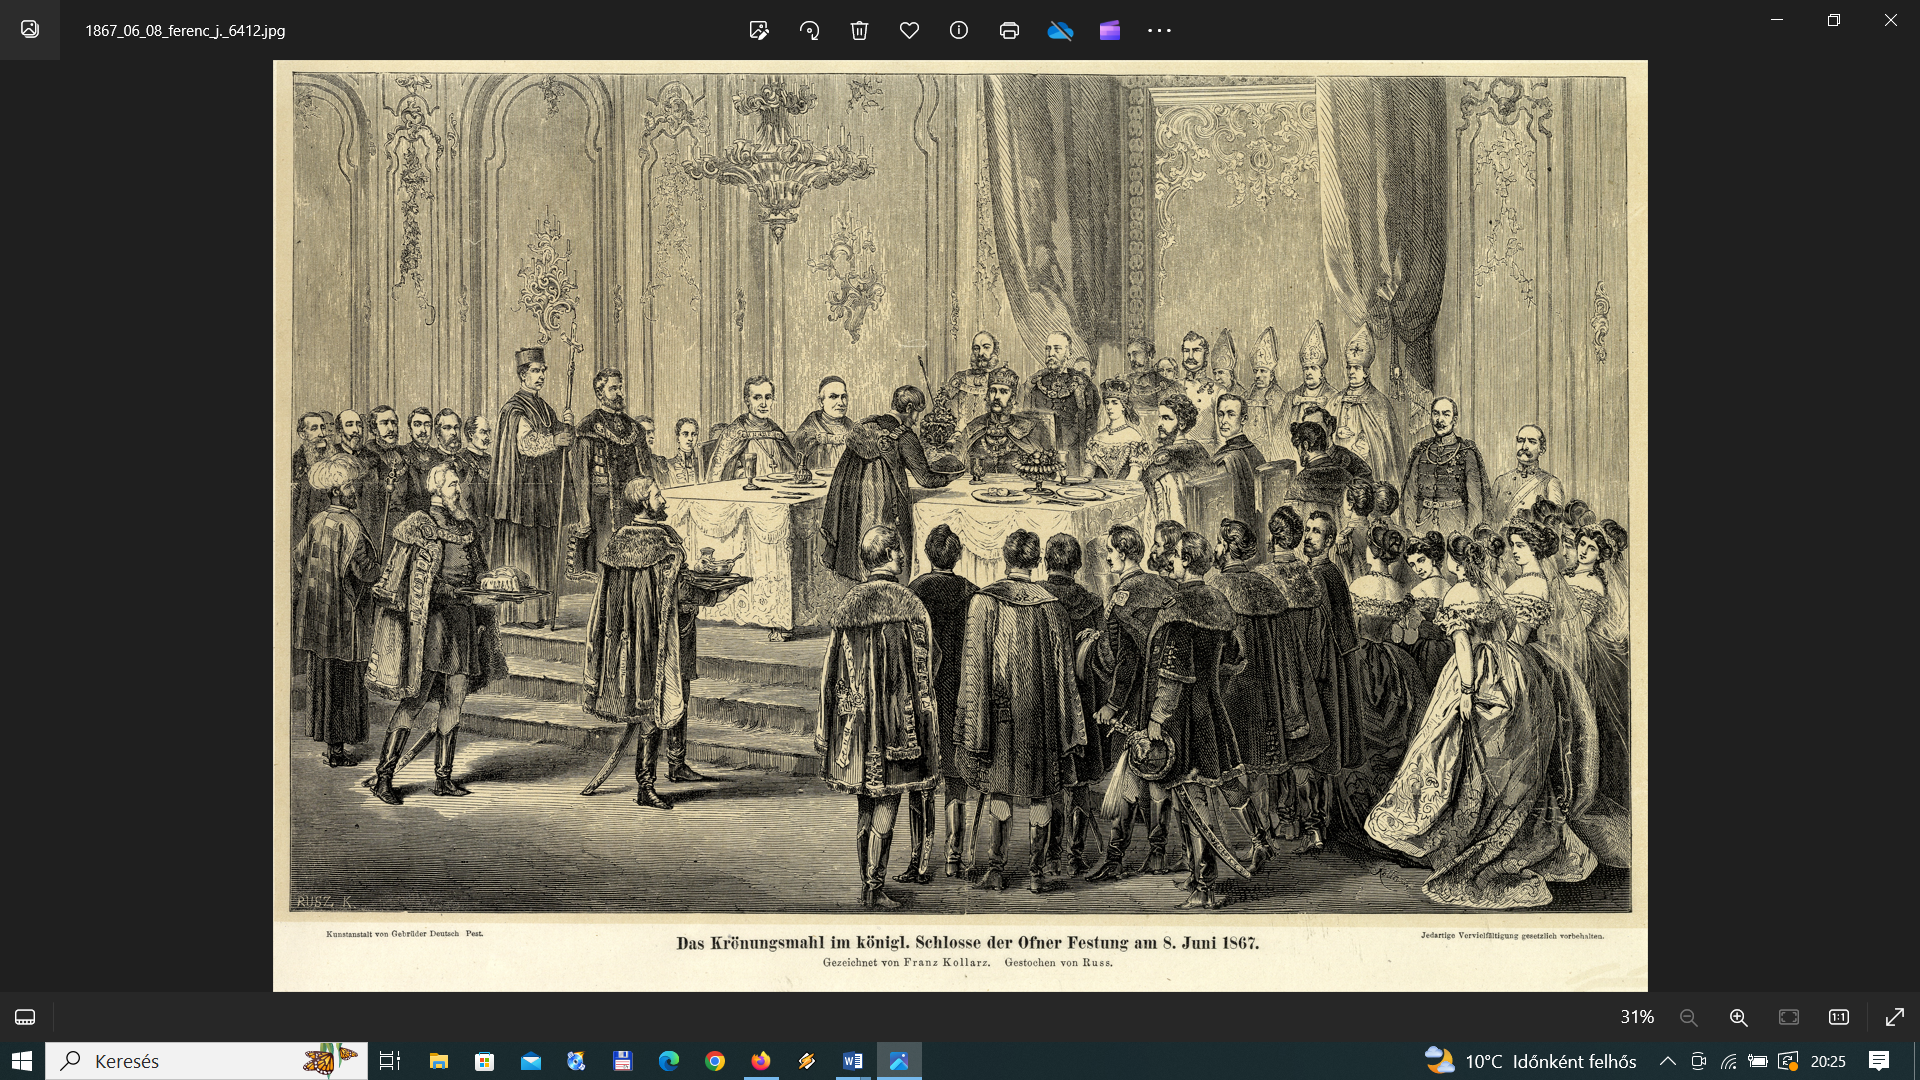 1867_06_08_ferenc_j._6412.jpg
RUSZ K.
Kunstanstalt von Gebrüder Deutsch Pest.
Jedartige Vervielfältigung gesetzlich vorbehalten.
Das Krönungsmahl im königl. Schlosse der Ofner Festung am 8. Juni 1867.
Gezeichnet von Franz Kollarz. Gestochen von Russ.
31%
1:1
Keresés
10°C Időnként felhős
20:25